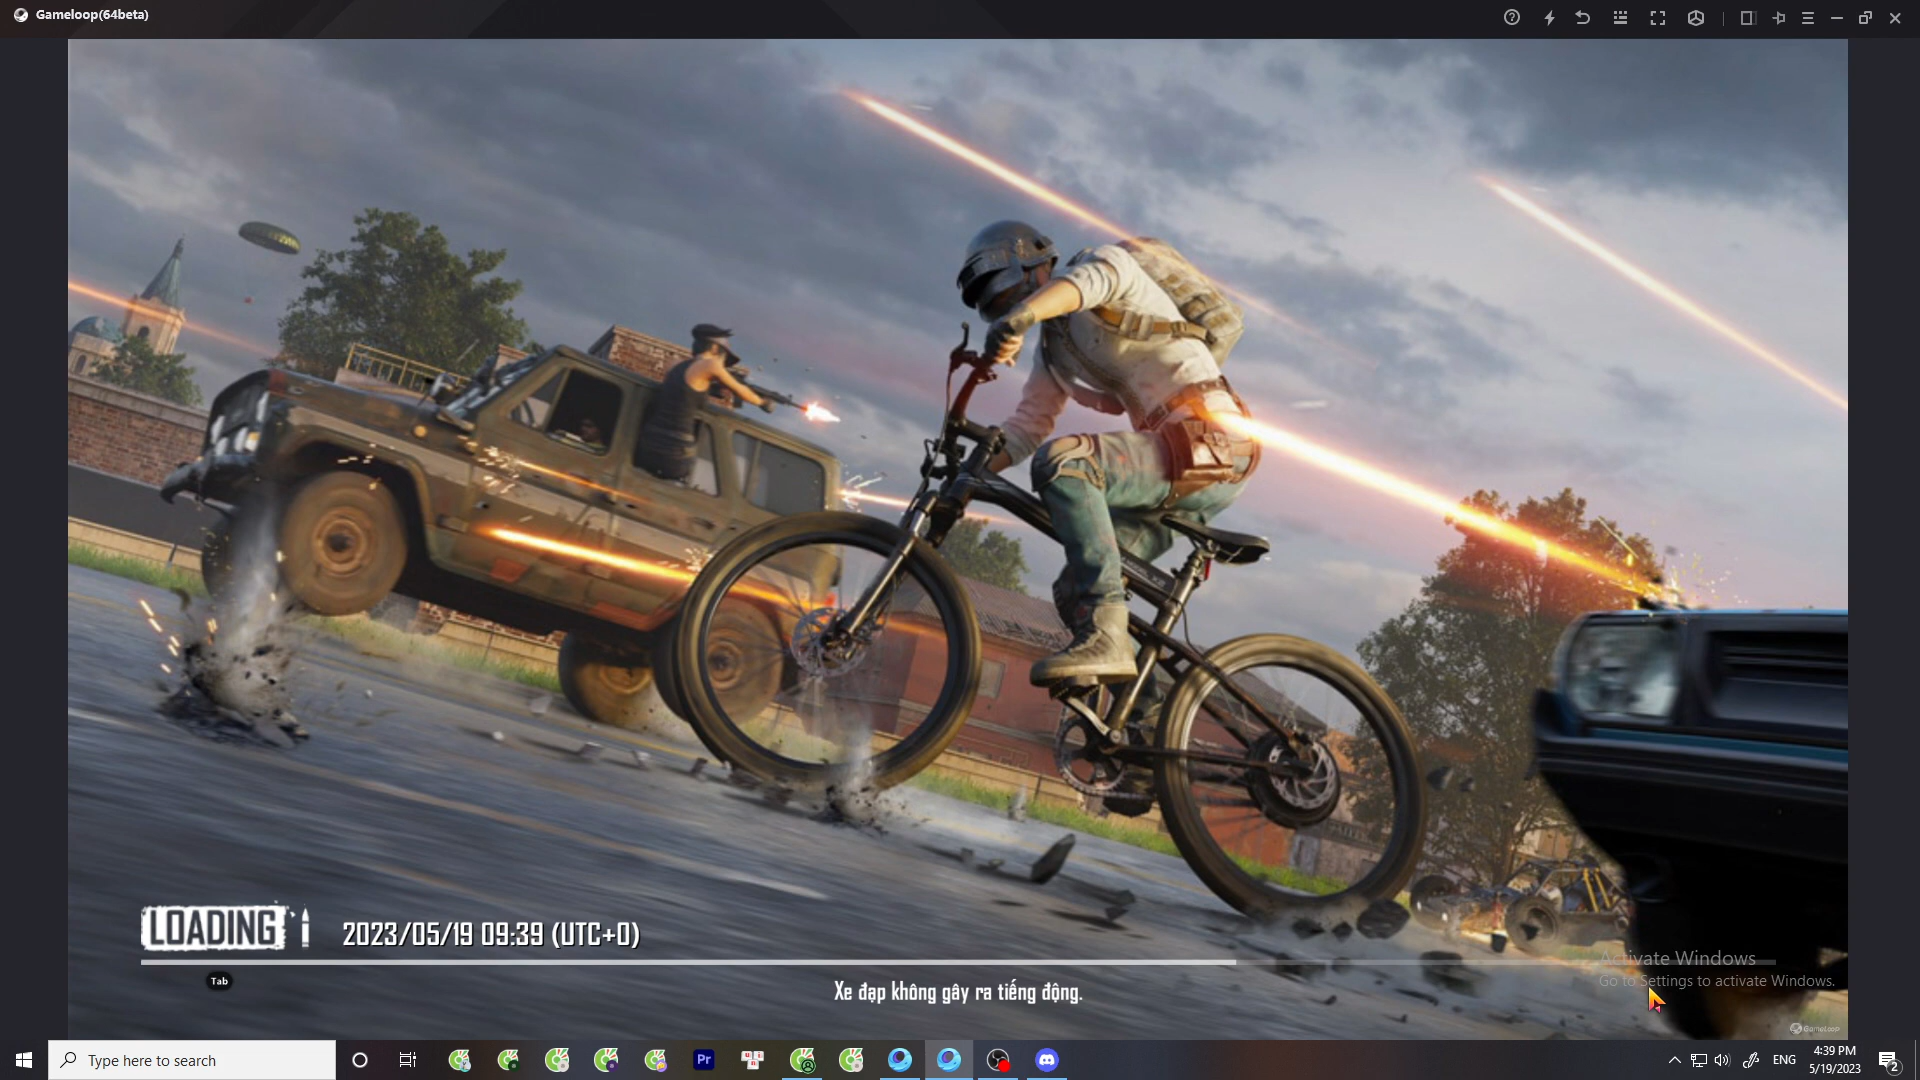 Gameloop(64beta)
LOADING
2023/05/19 09:39 (UTC+0)
Tab
Xe đạp không gây ra tiếng động.
Activate Windows
Go to Settings to activate Windows.
GameLoop
Type here to search
Pr
ENG
4:39 PM
5/19/2023
2